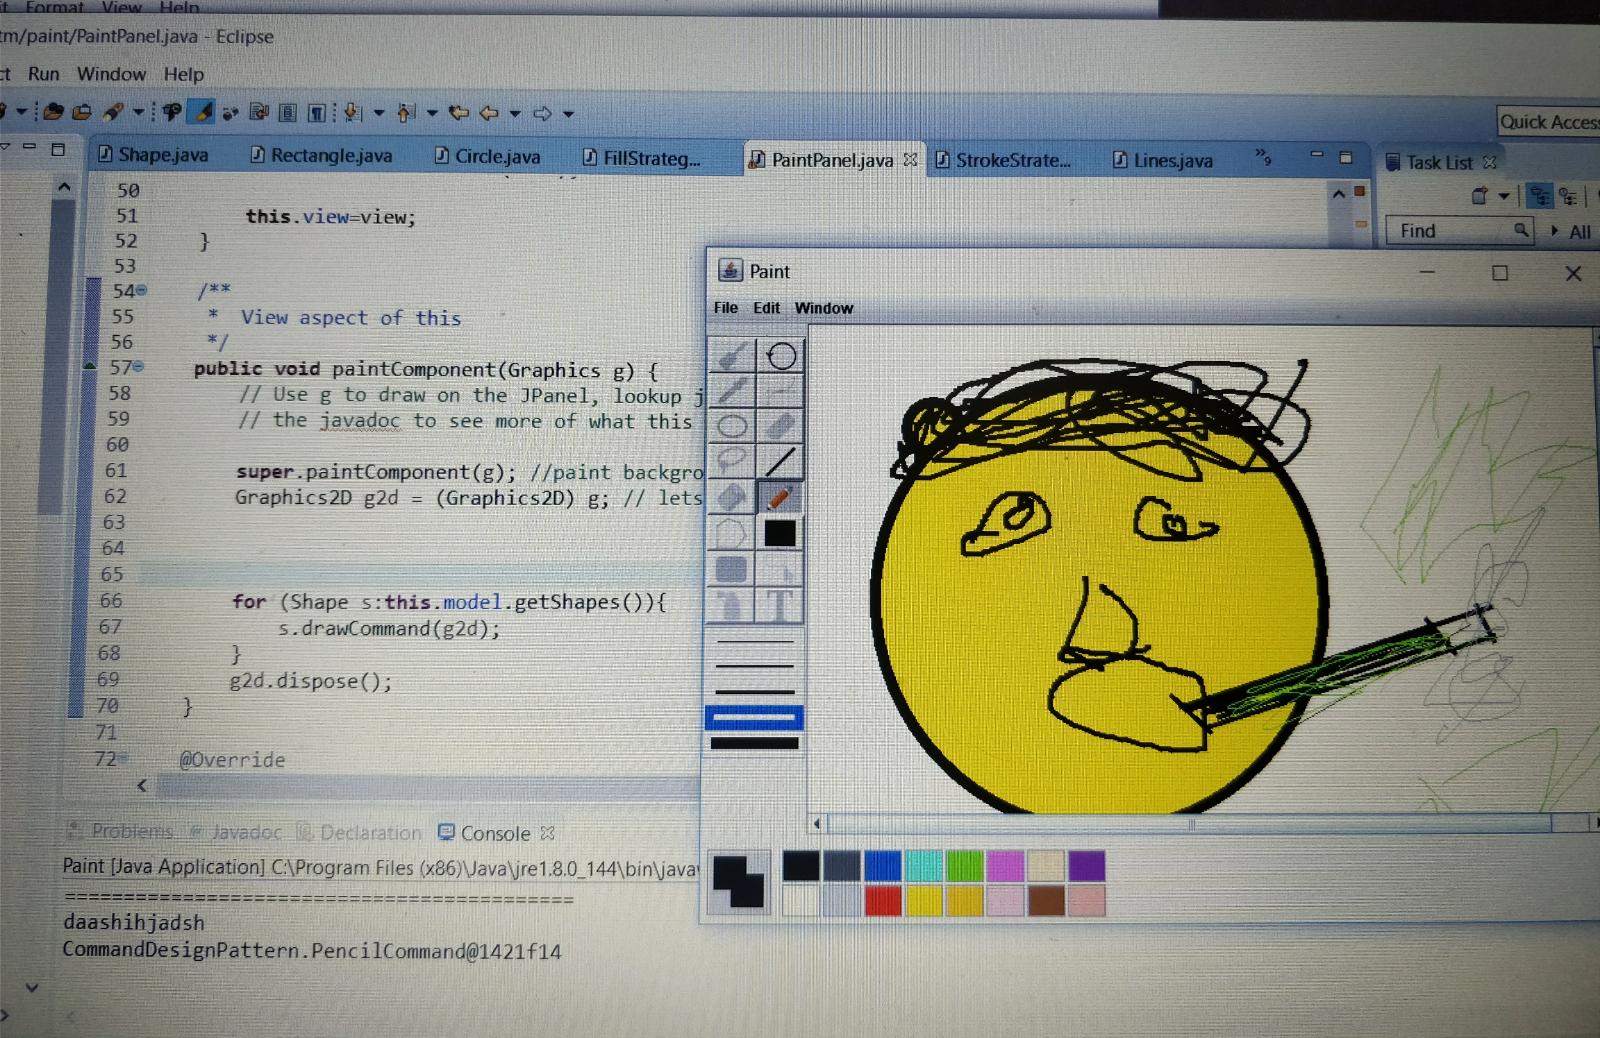 Format View Help
tm/paint/PaintPanel.java - Eclipse
ct Run Window Help
Quick Access
Shape.java Rectangle.java Circle.java FillStrateg... PaintPanel.java StrokeStrate... Lines.java »9 Task List
50
51 this.view=view;
52 }
53
54 /**
55 * View aspect of this
56 */
57 public void paintComponent(Graphics g) {
58 // Use g to draw on the JPanel, lookup j
59 // the javadoc to see more of what this
60
61 super.paintComponent(g); //paint backgro
62 Graphics2D g2d = (Graphics2D) g; // lets
63
64
65
66 for (Shape s:this.model.getShapes()){
67 s.drawCommand(g2d);
68 }
69 g2d.dispose();
70 }
71
72 @Override
Find All
Paint
File Edit Window
T
Problems @ Javadoc Declaration Console
Paint [Java Application] C:\Program Files (x86)\Java\jre1.8.0_144\bin\java
==========================================
daashihjadsh
CommandDesignPattern.PencilCommand@1421f14